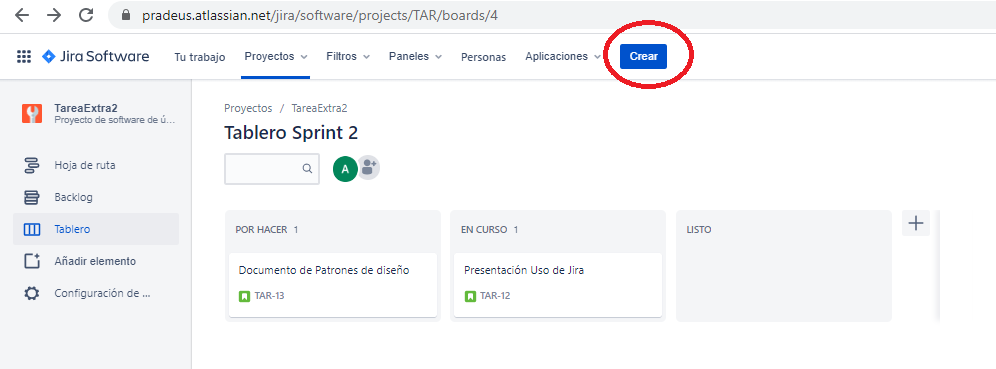 pradeus.atlassian.net/jira/software/projects/TAR/boards/4
Jira Software Tu trabajo Proyectos Filtros Paneles Personas Aplicaciones Crear
TareaExtra2
Proyecto de software de ú...
Hoja de ruta
Backlog
Tablero
Añadir elemento
Configuración de ...
Proyectos / TareaExtra2
Tablero Sprint 2
A
POR HACER 1
Documento de Patrones de diseño
TAR-13
EN CURSO 1
Presentación Uso de Jira
TAR-12
LISTO